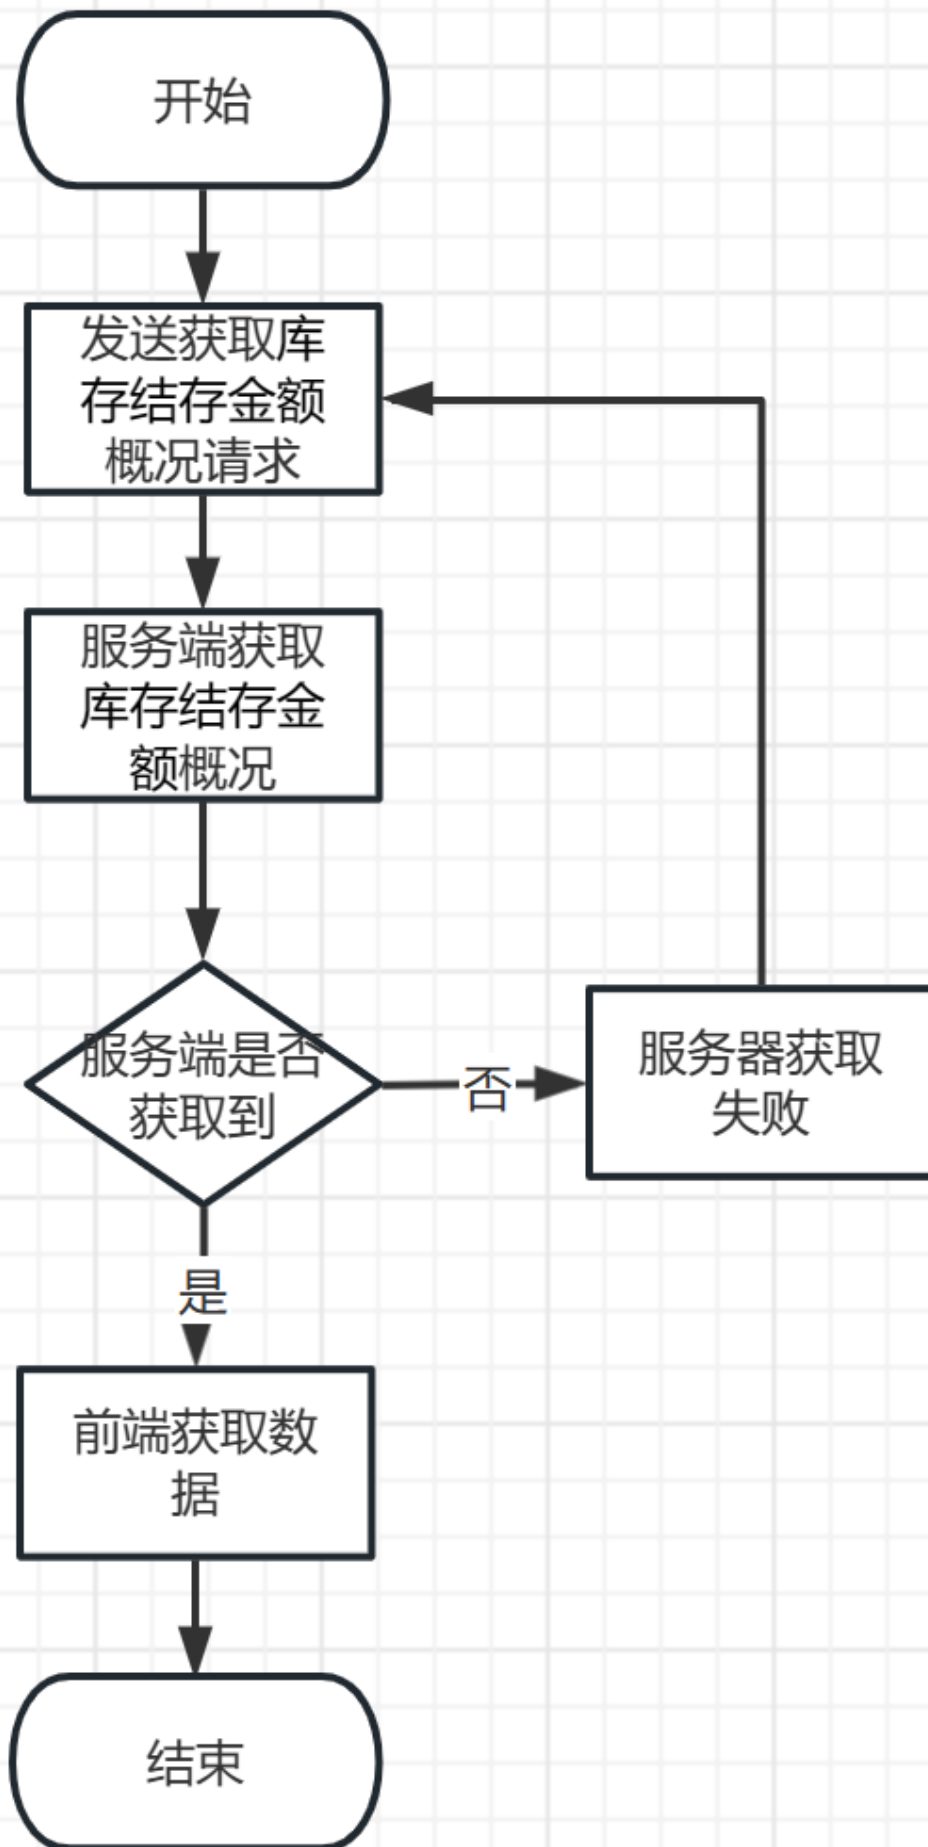 开始
发送获取库
存结存金额
概况请求
服务端获取
库存结存金
额概况
服务端是否
获取到
否
服务器获取
失败
是
前端获取数
据
结束